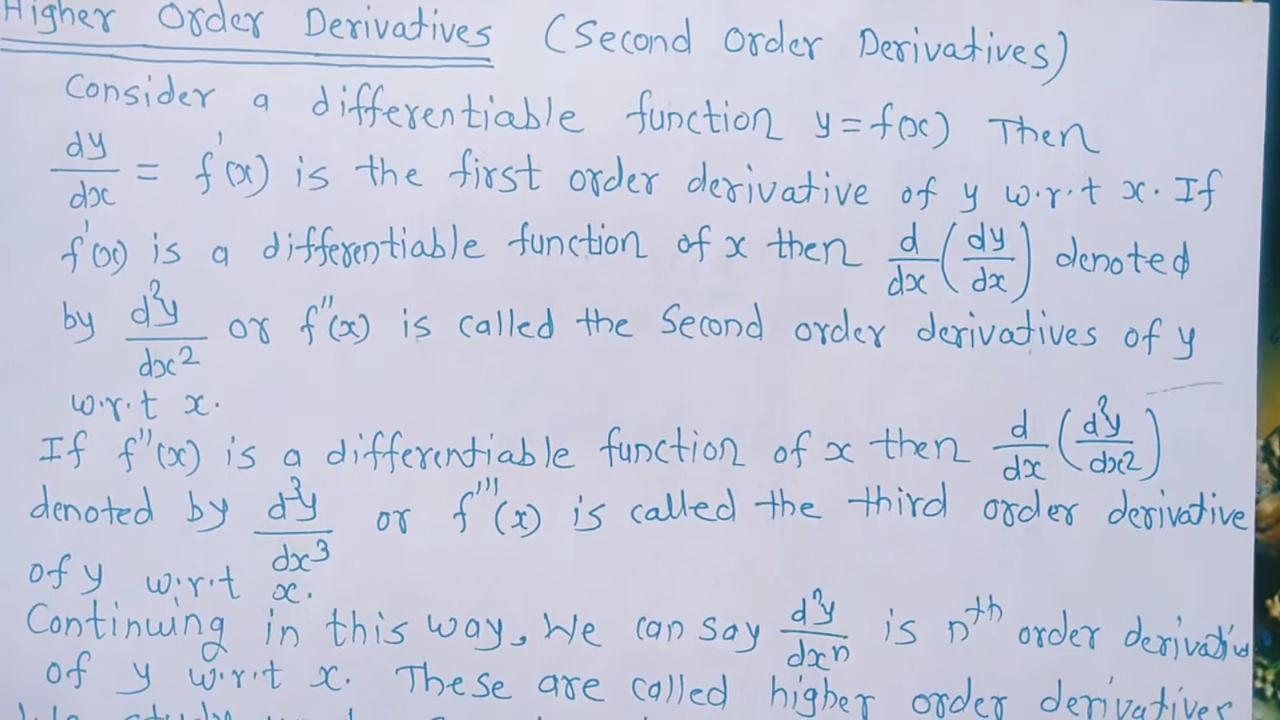 Higher Order Derivatives (Second Order Derivatives)
Consider a differentiable function y=f(x) Then
dy/dx = f'(x) is the first order derivative of y w.r.t x. If
f'(x) is a differentiable function of x then d/dx (dy/dx) denoted
by d²y/dx² or f''(x) is called the Second order derivatives of y
w.r.t x.
If f''(x) is a differentiable function of x then d/dx (d²y/dx²)
denoted by d³y/dx³ or f'''(x) is called the third order derivative
of y w.r.t x.
Continuing in this way, We can say dⁿy/dxⁿ is nth order derivative
of y w.r.t x. These are called higher order derivatives